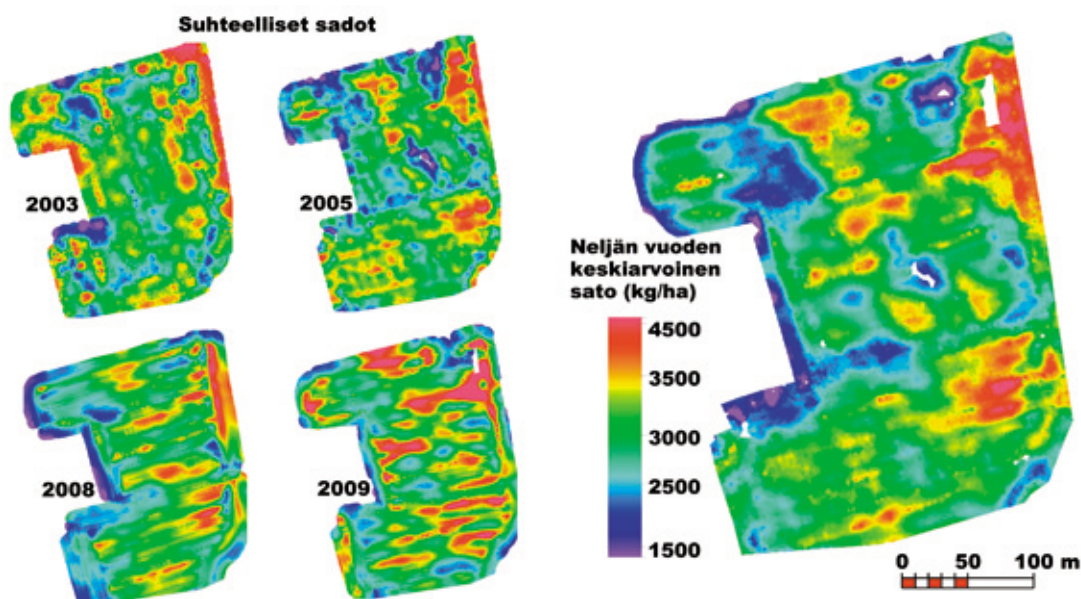 Suhteelliset sadot
2003
2005
2008
2009
Neljän vuoden
keskiarvoinen
sato (kg/ha)
4500
3500
3000
2500
1500
0 50 100 m